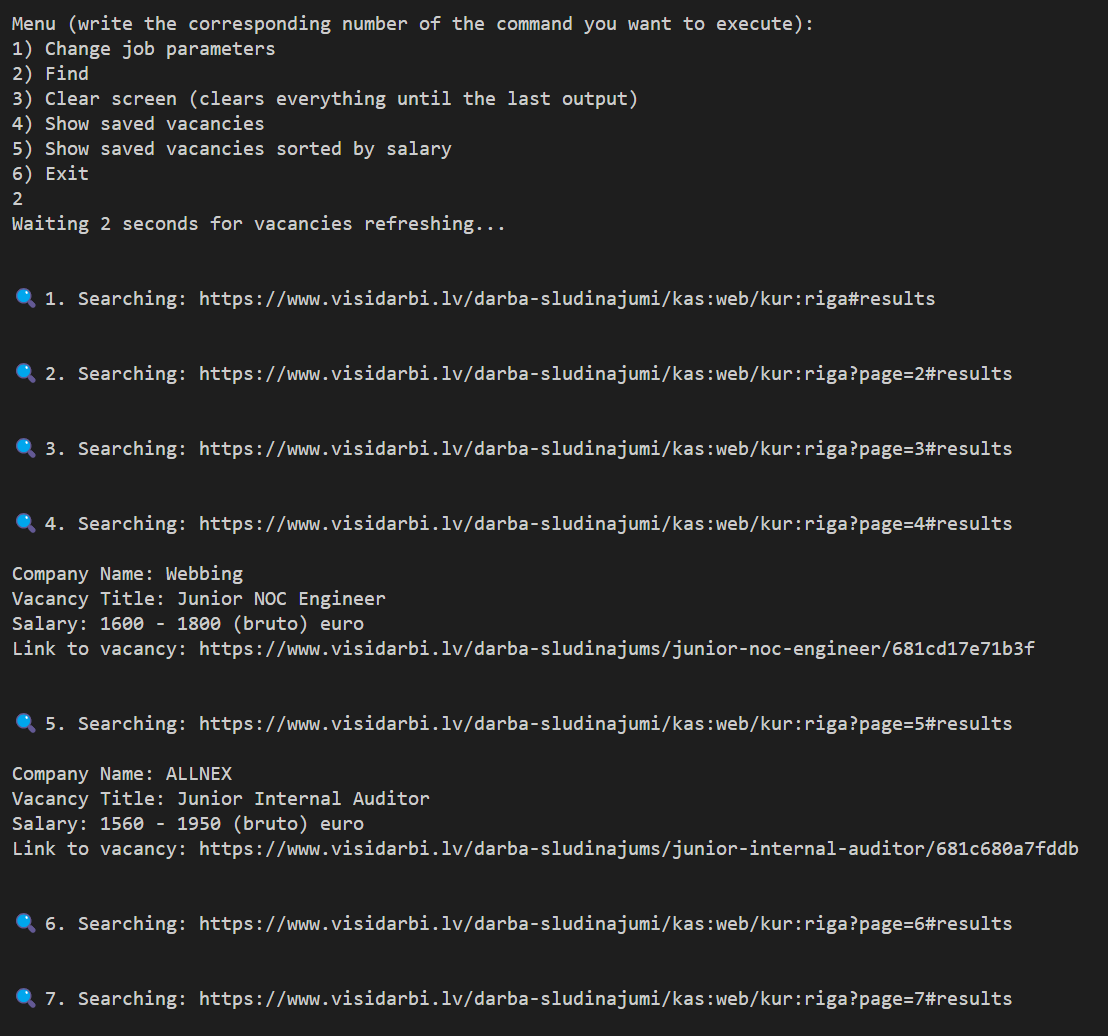 Menu (write the corresponding number of the command you want to execute):
1) Change job parameters
2) Find
3) Clear screen (clears everything until the last output)
4) Show saved vacancies
5) Show saved vacancies sorted by salary
6) Exit
2
Waiting 2 seconds for vacancies refreshing...
🔍 1. Searching: https://www.visidarbi.lv/darba-sludinajumi/kas:web/kur:riga#results
🔍 2. Searching: https://www.visidarbi.lv/darba-sludinajumi/kas:web/kur:riga?page=2#results
🔍 3. Searching: https://www.visidarbi.lv/darba-sludinajumi/kas:web/kur:riga?page=3#results
🔍 4. Searching: https://www.visidarbi.lv/darba-sludinajumi/kas:web/kur:riga?page=4#results
Company Name: Webbing
Vacancy Title: Junior NOC Engineer
Salary: 1600 - 1800 (bruto) euro
Link to vacancy: https://www.visidarbi.lv/darba-sludinajums/junior-noc-engineer/681cd17e71b3f
🔍 5. Searching: https://www.visidarbi.lv/darba-sludinajumi/kas:web/kur:riga?page=5#results
Company Name: ALLNEX
Vacancy Title: Junior Internal Auditor
Salary: 1560 - 1950 (bruto) euro
Link to vacancy: https://www.visidarbi.lv/darba-sludinajums/junior-internal-auditor/681c680a7fddb
🔍 6. Searching: https://www.visidarbi.lv/darba-sludinajumi/kas:web/kur:riga?page=6#results
🔍 7. Searching: https://www.visidarbi.lv/darba-sludinajumi/kas:web/kur:riga?page=7#results